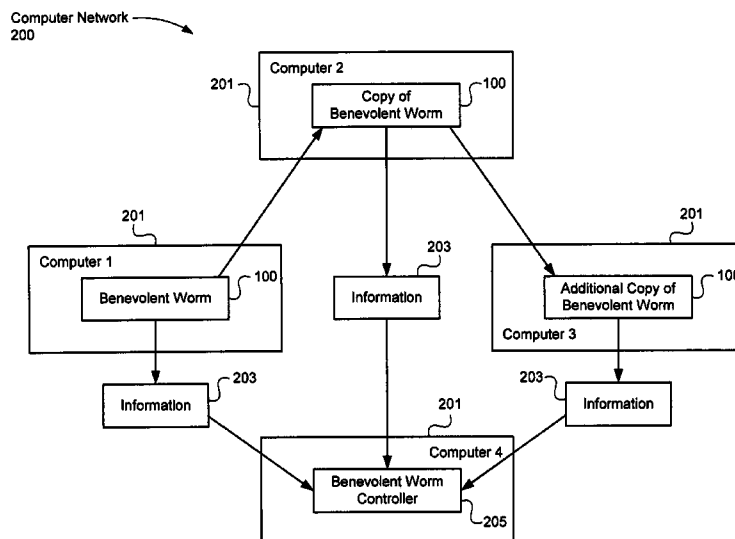 Computer Network
200
Computer 2
201
Copy of
Benevolent Worm
100
201
Computer 1
Benevolent Worm
100
203
Information
201
Additional Copy of
Benevolent Worm
Computer 3
203
Information
203
Information
201
Computer 4
Benevolent Worm
Controller
205